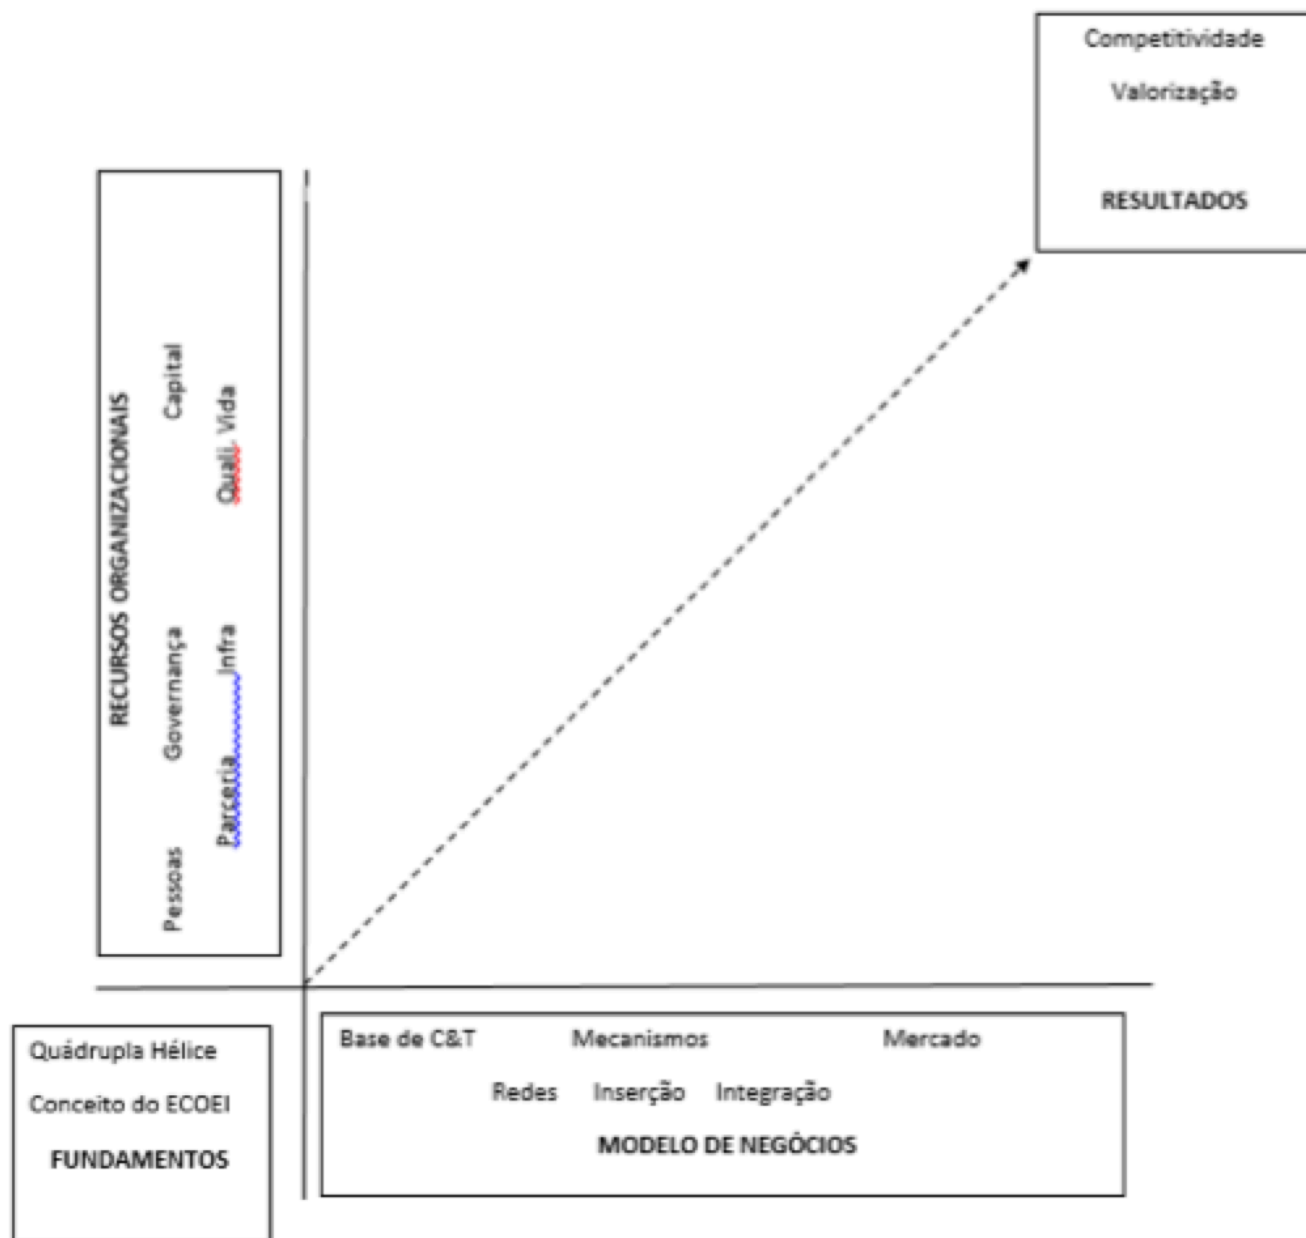 Competitividade
Valorização
RESULTADOS
RECURSOS ORGANIZACIONAIS
Pessoas Governança Capital
Parceria Infra Quali. Vida
Quádrupla Hélice
Conceito do ECOEI
FUNDAMENTOS
Base de C&T Mecanismos Mercado
Redes Inserção Integração
MODELO DE NEGÓCIOS